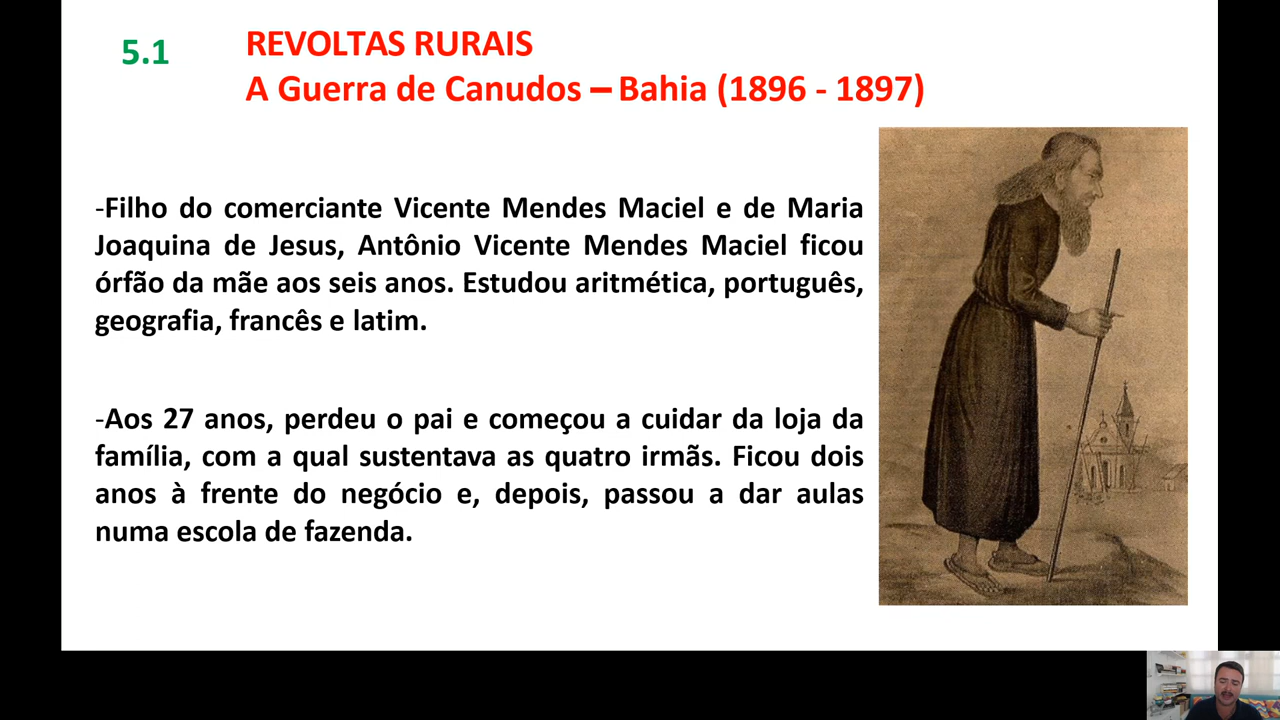 5.1
REVOLTAS RURAIS
A Guerra de Canudos – Bahia (1896 - 1897)
-Filho do comerciante Vicente Mendes Maciel e de Maria
Joaquina de Jesus, Antônio Vicente Mendes Maciel ficou
órfão da mãe aos seis anos. Estudou aritmética, português,
geografia, francês e latim.
-Aos 27 anos, perdeu o pai e começou a cuidar da loja da
família, com a qual sustentava as quatro irmãs. Ficou dois
anos à frente do negócio e, depois, passou a dar aulas
numa escola de fazenda.